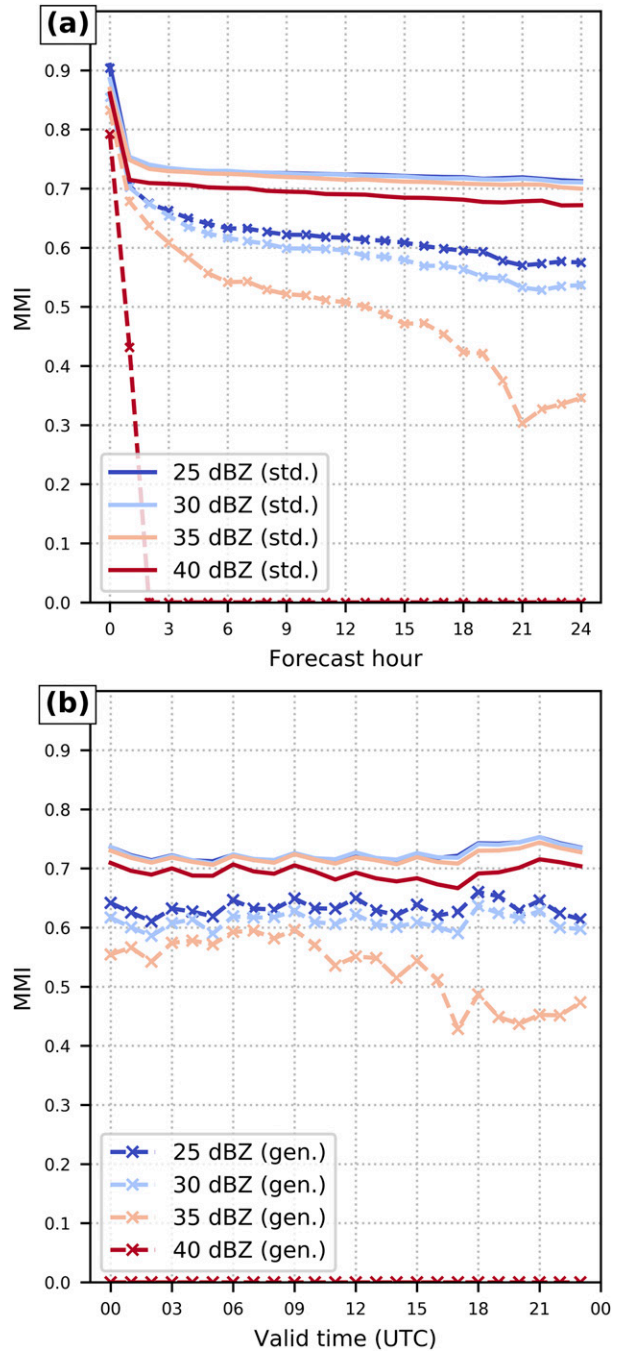 (a)
0.9
0.8
0.7
0.6
0.5
0.4
0.3
0.2
0.1
0.0
MMI
25 dBZ (std.)
30 dBZ (std.)
35 dBZ (std.)
40 dBZ (std.)
0 3 6 9 12 15 18 21 24
Forecast hour
(b)
0.9
0.8
0.7
0.6
0.5
0.4
0.3
0.2
0.1
0.0
MMI
25 dBZ (gen.)
30 dBZ (gen.)
35 dBZ (gen.)
40 dBZ (gen.)
00 03 06 09 12 15 18 21 00
Valid time (UTC)